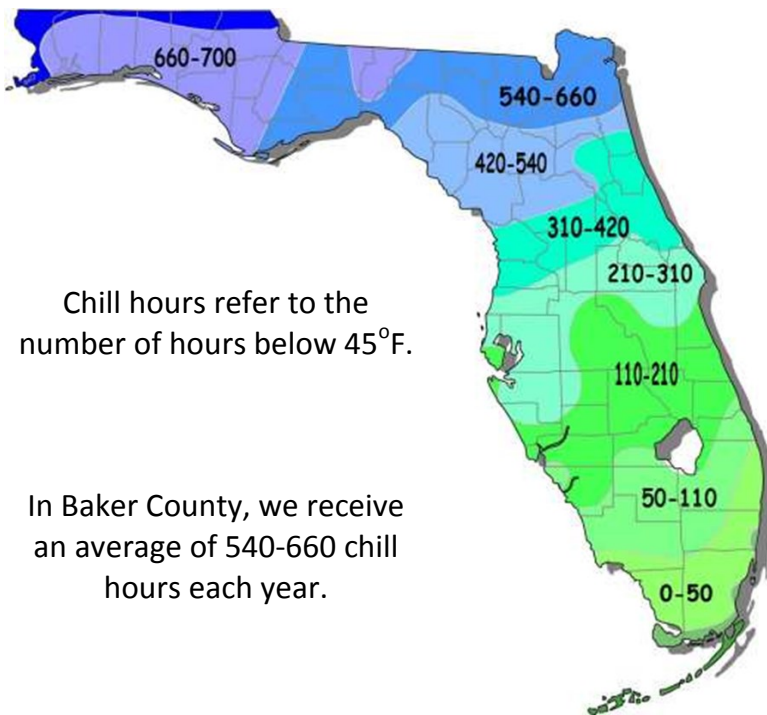 660-700
540-660
420-540
310-420
210-310
Chill hours refer to the
number of hours below 45°F.
110-210
50-110
In Baker County, we receive
an average of 540-660 chill
hours each year.
0-50